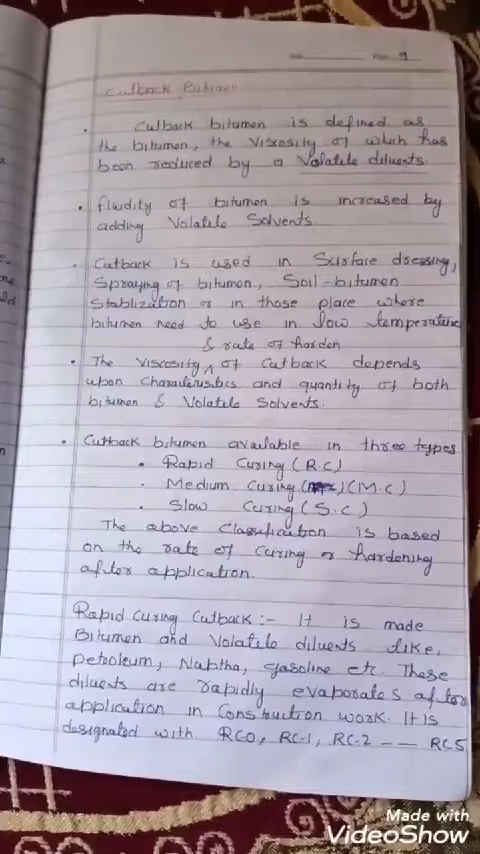 No. 9
Cutback Bitumen
• Cutback bitumen is defined as
the bitumen, the viscosity of which has
been reduced by a Volatile diluents.
• fluidity of bitumen is increased by
adding Volatile Solvents.
• Cutback is used in Surface dressing,
Spraying of bitumen, Soil-bitumen
Stablization or in those place where
bitumen need to use in low temperature
& rate of harden
• The viscosity ^ of cutback depends
upon characteristics and quantity of both
bitumen & Volatile Solvents.
• Cuttback bitumen available in three types
• Rapid Curing (R.C)
• Medium Curing (M.C)
• Slow Curing (S.C)
The above classification is based
on the rate of curing or hardening
after application.
Rapid Curing Cutback :- It is made
Bitumen and Volatile diluents like,
petroleum, Naptha, gasoline etc. These
diluents are rapidly evaporates after
application in Construction work. It is
designated with RC0, RC-1, RC-2 -- RC5
Made with
VideoShow